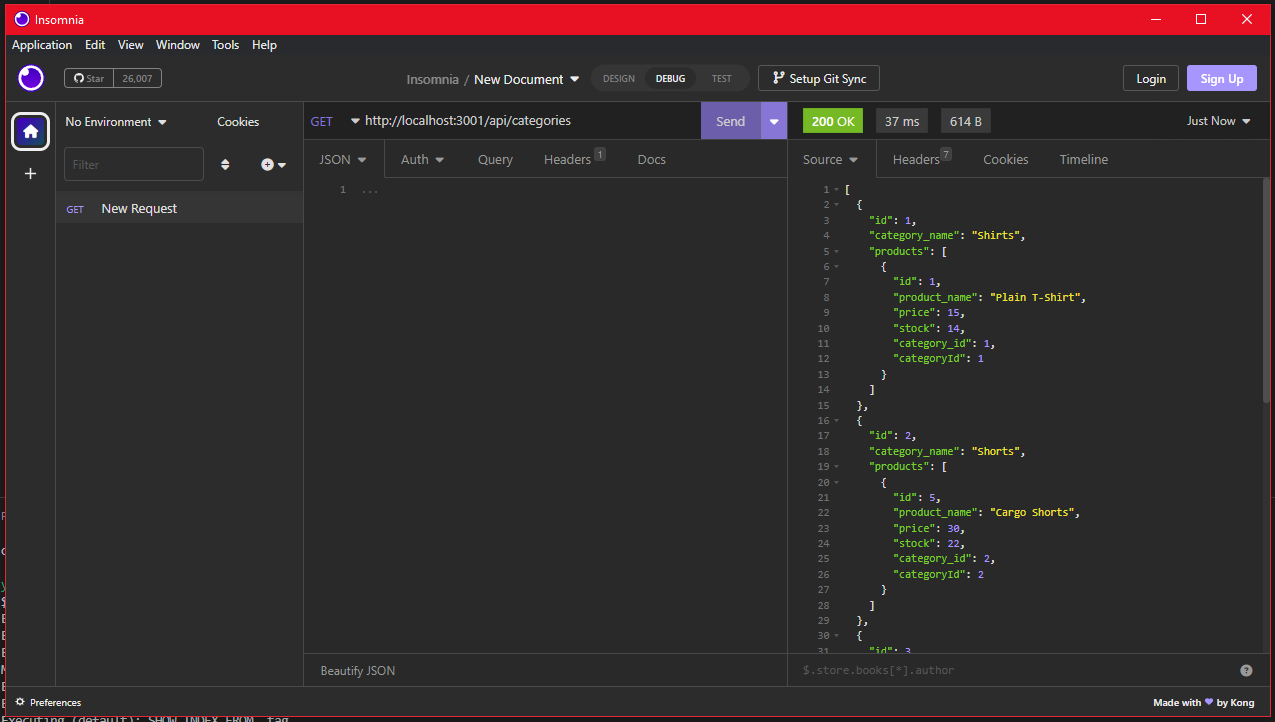 Insomnia
Application Edit View Window Tools Help
Star 26,007
Insomnia / New Document
DESIGN DEBUG TEST
Setup Git Sync
Login Sign Up
No Environment Cookies
Filter
GET New Request
GET http://localhost:3001/api/categories Send
200 OK 37 ms 614 B Just Now
JSON Auth Query Headers 1 Docs
Source Headers 7 Cookies Timeline
1 ...
1 [
2 {
3 "id": 1,
4 "category_name": "Shirts",
5 "products": [
6 {
7 "id": 1,
8 "product_name": "Plain T-Shirt",
9 "price": 15,
10 "stock": 14,
11 "category_id": 1,
12 "categoryId": 1
13 }
14 ]
15 },
16 {
17 "id": 2,
18 "category_name": "Shorts",
19 "products": [
20 {
21 "id": 5,
22 "product_name": "Cargo Shorts",
23 "price": 30,
24 "stock": 22,
25 "category_id": 2,
26 "categoryId": 2
27 }
28 ]
29 },
30 {
31 "id": 3,
Beautify JSON
$.store.books[*].author
Preferences
Made with ❤ by Kong
Executing (default): SHOW INDEX FROM `tag`